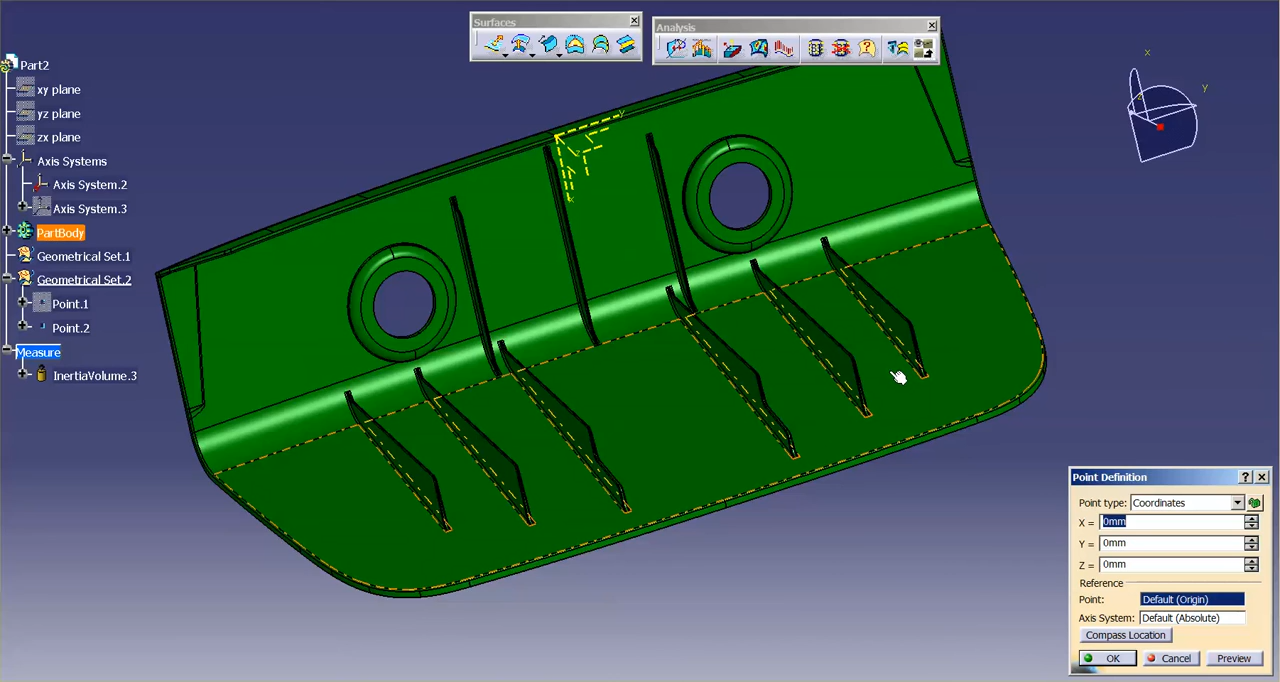 Surfaces
Analysis
Part2
xy plane
yz plane
zx plane
Axis Systems
Axis System.2
Axis System.3
PartBody
Geometrical Set.1
Geometrical Set.2
Point.1
Point.2
Measure
InertiaVolume.3
x
y
z
y
z
x
Point Definition
Point type: Coordinates
X = 0mm
Y = 0mm
Z = 0mm
Reference
Point: Default (Origin)
Axis System: Default (Absolute)
Compass Location
OK Cancel Preview